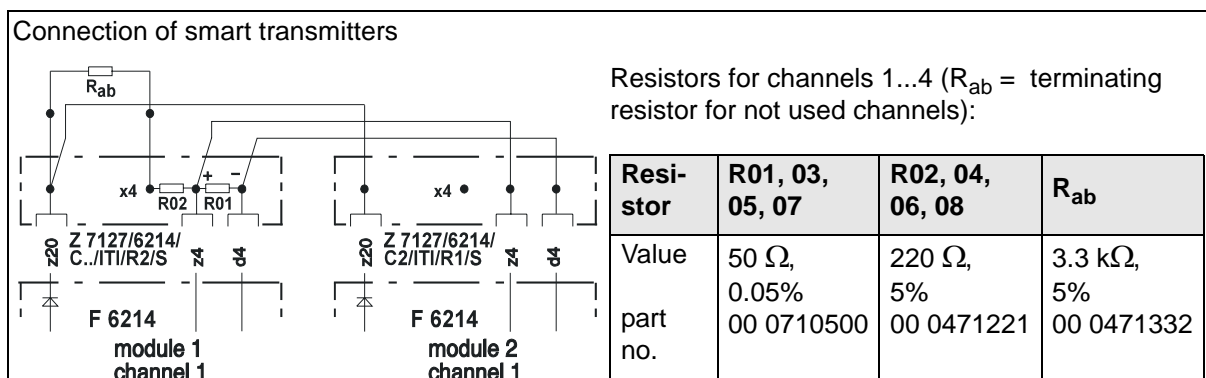 Connection of smart transmitters
Rab
x4
R02
+
R01
−
x4
z20
Z 7127/6214/
C../ITI/R2/S
z4
d4
z20
Z 7127/6214/
C2/ITI/R1/S
z4
d4
F 6214
module 1
channel 1
F 6214
module 2
channel 1
Resistors for channels 1...4 (Rab = terminating
resistor for not used channels):
Resi-
stor
R01, 03,
05, 07
R02, 04,
06, 08
Rab
Value
part
no.
50 Ω,
0.05%
00 0710500
220 Ω,
5%
00 0471221
3.3 kΩ,
5%
00 0471332